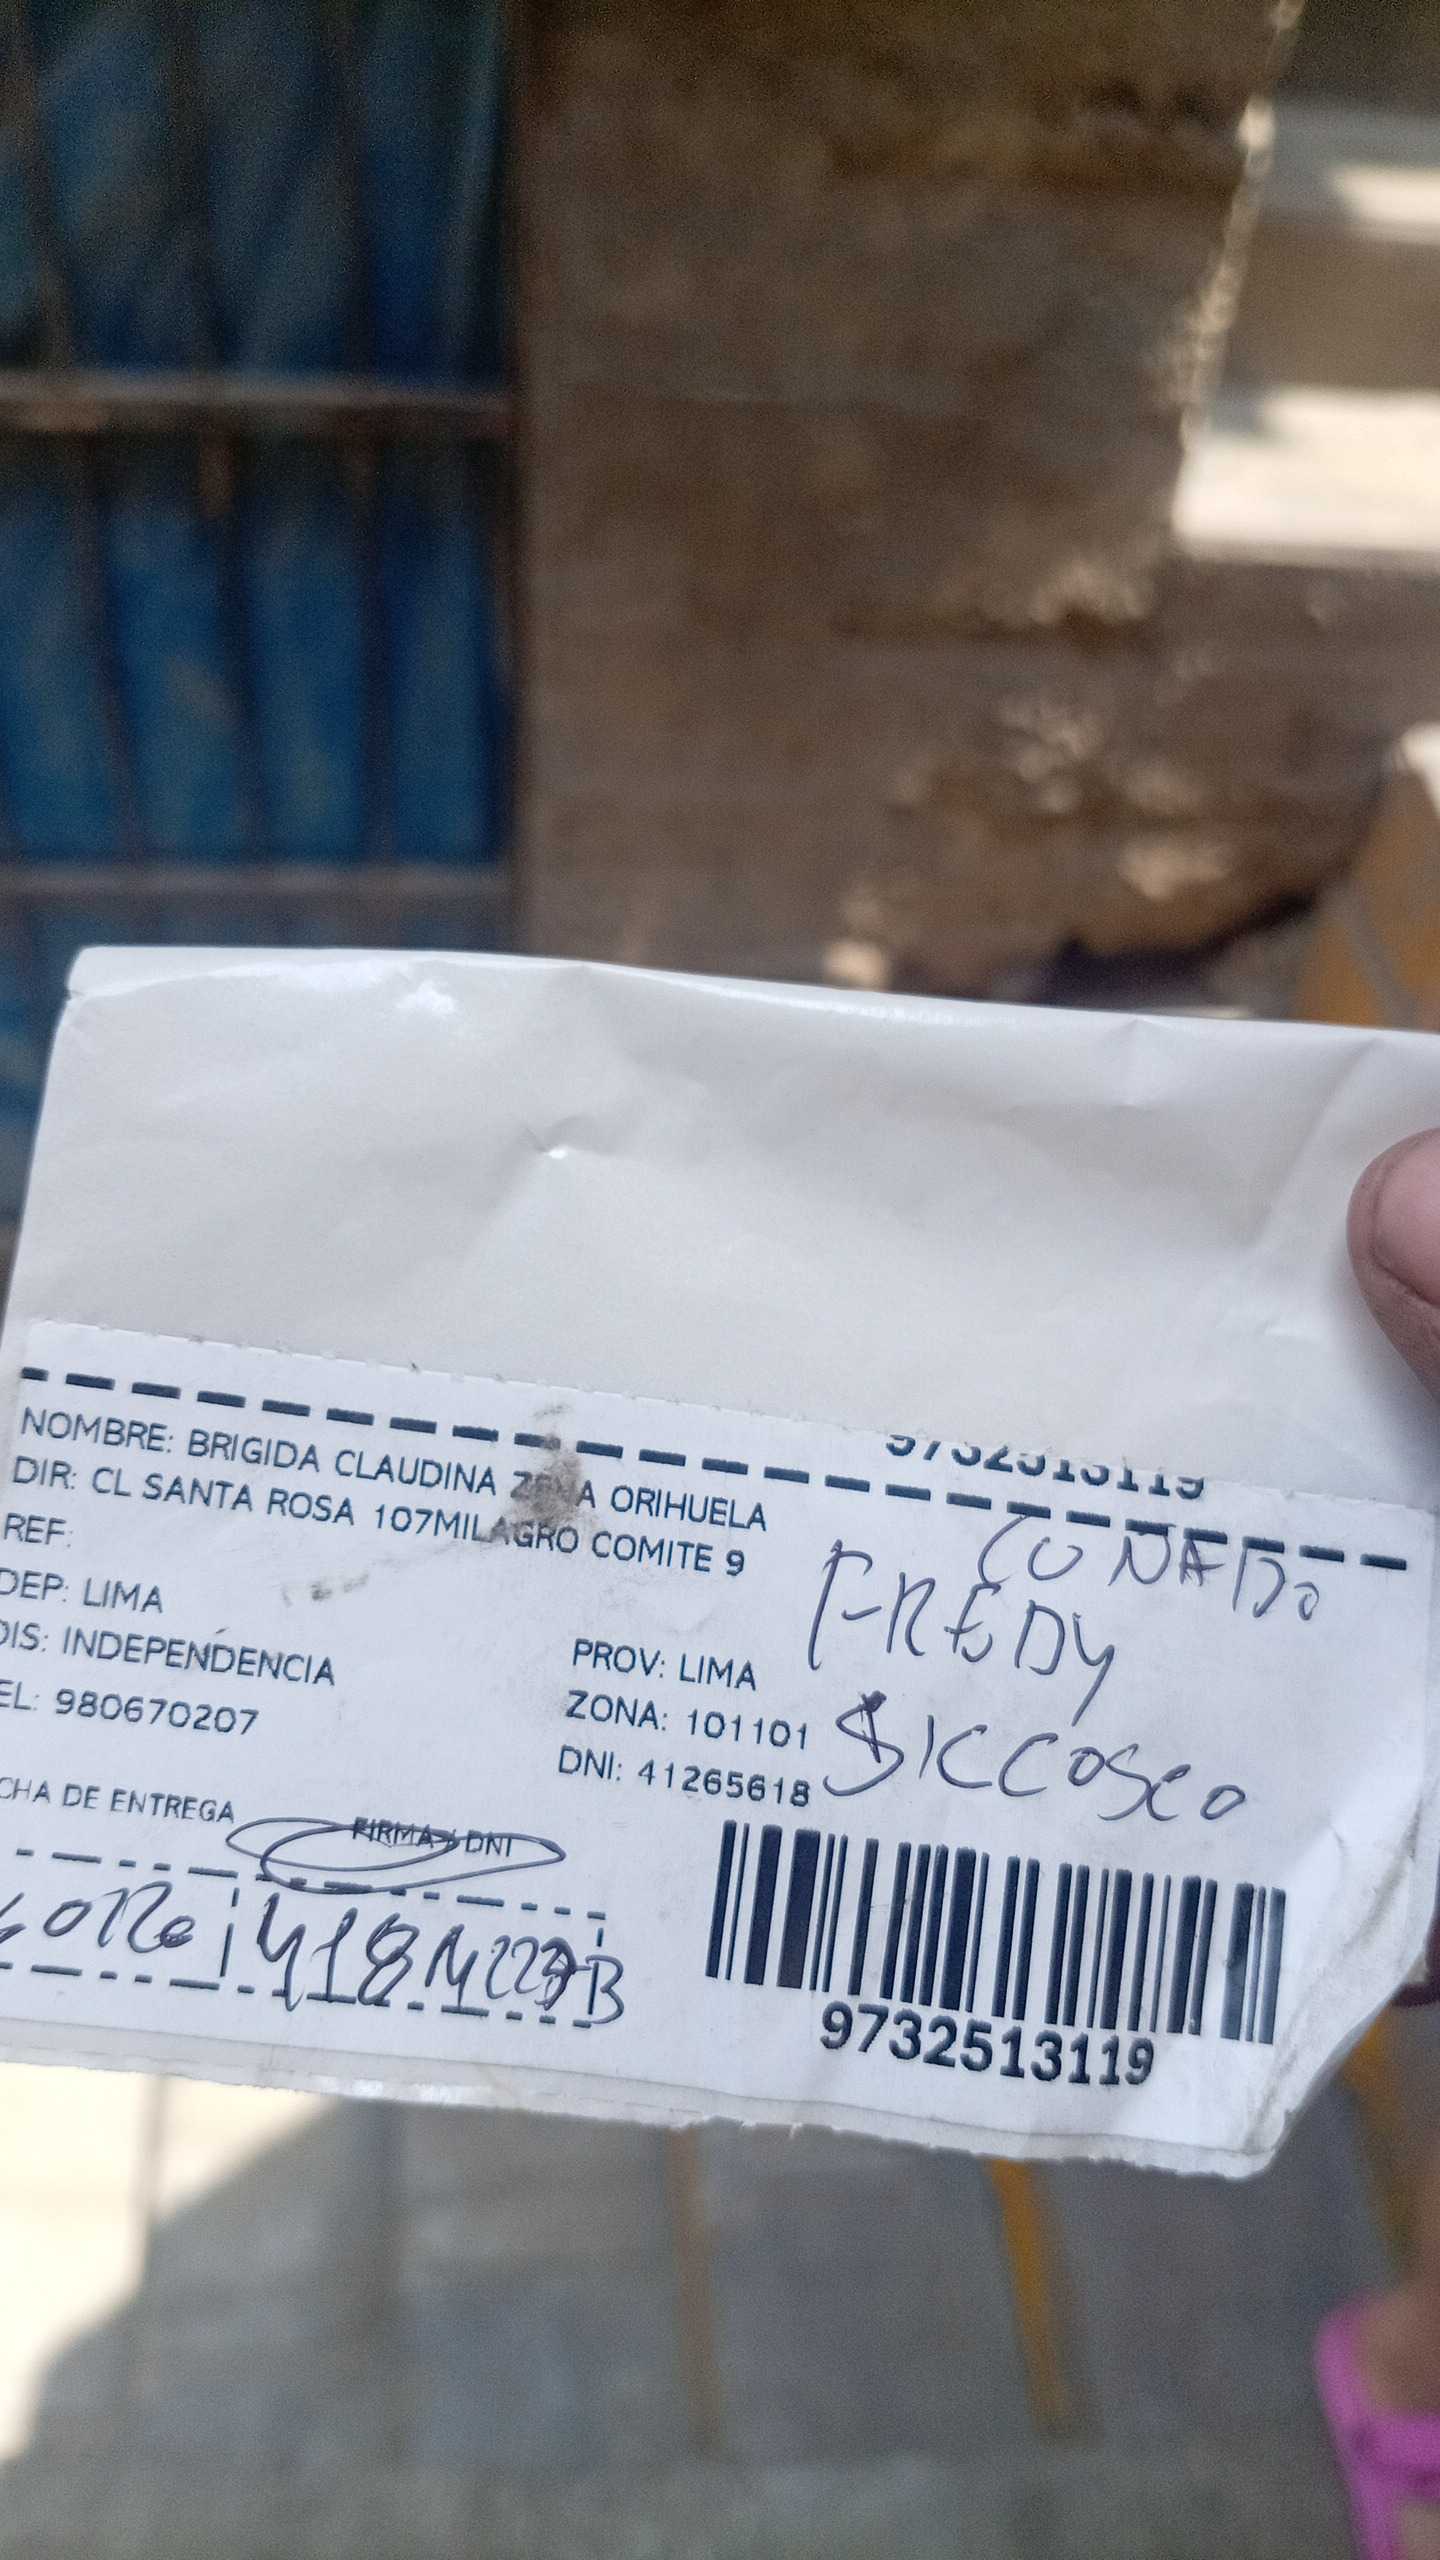 9732513119
NOMBRE: BRIGIDA CLAUDINA ZENA ORIHUELA
DIR: CL SANTA ROSA 107MILAGRO COMITE 9
REF:
DEP: LIMA
DIS: INDEPENDENCIA
PROV: LIMA
EL: 980670207
ZONA: 101101
DNI: 41265618
CUÑADO
FREDY
SICCOSCO
CHA DE ENTREGA
FIRMA / DNI
9732513119